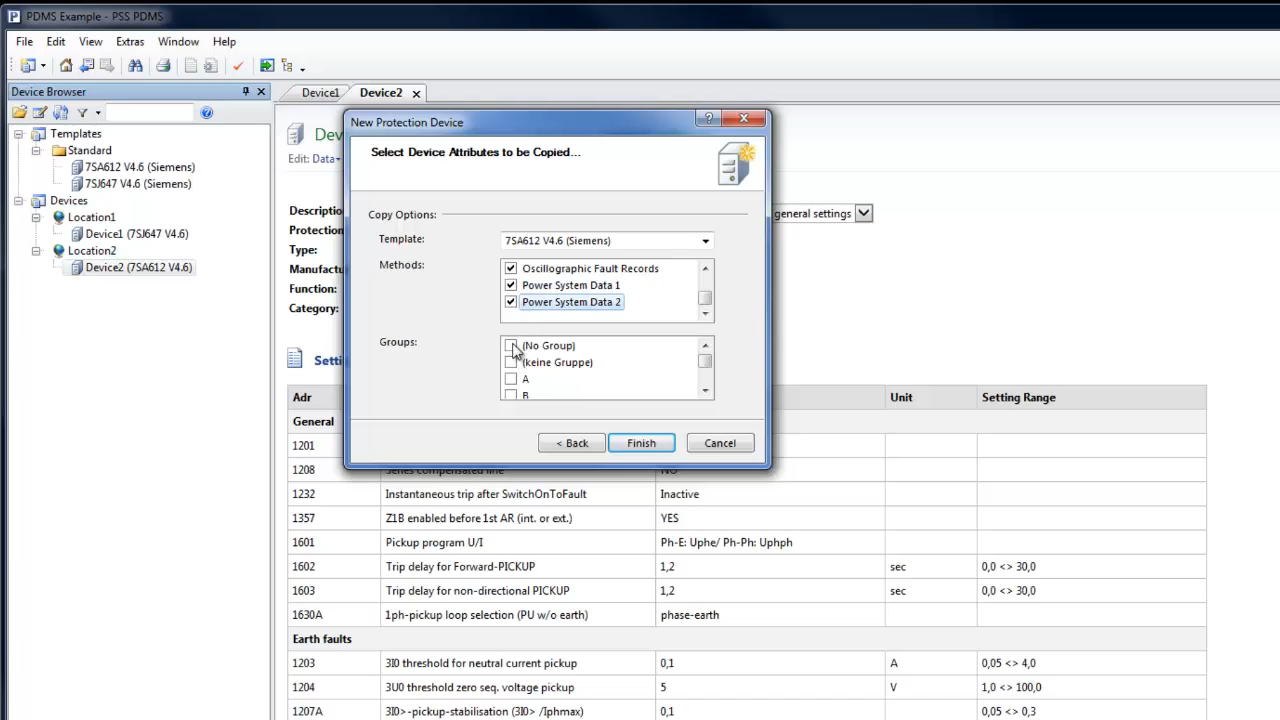 PDMS Example - PSS PDMS
File Edit View Extras Window Help
Device Browser
Device1 Device2
Templates
Standard
7SA612 V4.6 (Siemens)
7SJ647 V4.6 (Siemens)
Devices
Location1
Device1 (7SJ647 V4.6)
Location2
Device2 (7SA612 V4.6)
Dev
Edit: Data
Description
Protection
Type:
Manufactu
Function:
Category:
general settings
New Protection Device
Select Device Attributes to be Copied...
Copy Options:
Template: 7SA612 V4.6 (Siemens)
Methods: Oscillographic Fault Records
Power System Data 1
Power System Data 2
Groups: (No Group)
(keine Gruppe)
A
B
< Back Finish Cancel
Setti
Adr Unit Setting Range
General
1201
1208 Series compensated line NO
1232 Instantaneous trip after SwitchOnToFault Inactive
1357 Z1B enabled before 1st AR (int. or ext.) YES
1601 Pickup program U/I Ph-E: Uphe/ Ph-Ph: Uphph
1602 Trip delay for Forward-PICKUP 1,2 sec 0,0 <> 30,0
1603 Trip delay for non-directional PICKUP 1,2 sec 0,0 <> 30,0
1630A 1ph-pickup loop selection (PU w/o earth) phase-earth
Earth faults
1203 3I0 threshold for neutral current pickup 0,1 A 0,05 <> 4,0
1204 3U0 threshold zero seq. voltage pickup 5 V 1,0 <> 100,0
1207A 3I0>-pickup-stabilisation (3I0> /Iphmax) 0,1 0,05 <> 0,3